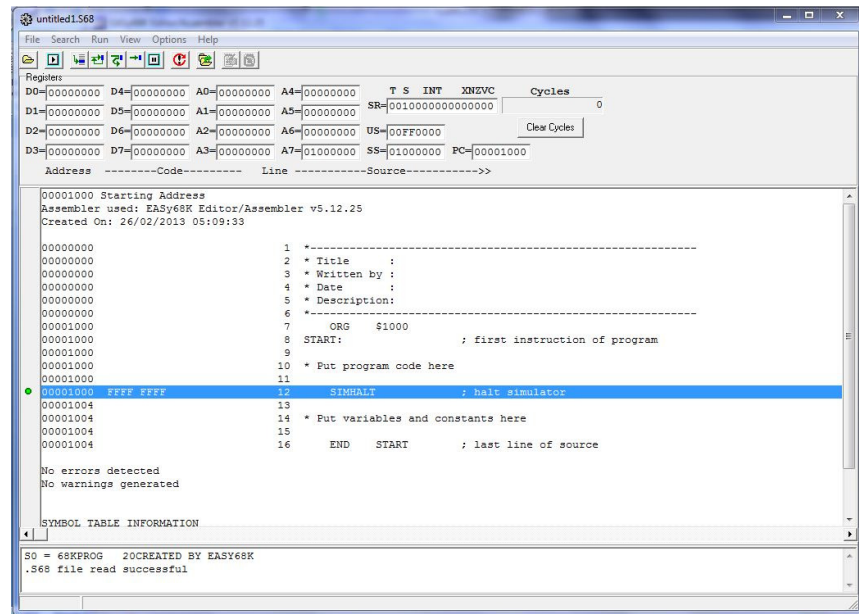 untitled1.S68
File Search Run View Options Help
Registers
D0=00000000 D4=00000000 A0=00000000 A4=00000000 T S INT XNZVC Cycles
D1=00000000 D5=00000000 A1=00000000 A5=00000000 SR=0010000000000000 0
D2=00000000 D6=00000000 A2=00000000 A6=00000000 US=00FF0000 Clear Cycles
D3=00000000 D7=00000000 A3=00000000 A7=01000000 SS=01000000 PC=00001000
Address --------Code--------- Line -----------Source----------->>
00001000 Starting Address
Assembler used: EASy68K Editor/Assembler v5.12.25
Created On: 26/02/2013 05:09:33
00000000 1 *-----------------------------------------------------------
00000000 2 * Title :
00000000 3 * Written by :
00000000 4 * Date :
00000000 5 * Description:
00000000 6 *-----------------------------------------------------------
00001000 7 ORG $1000
00001000 8 START: ; first instruction of program
00001000 9
00001000 10 * Put program code here
00001000 11
00001000 FFFF FFFF 12 SIMHALT ; halt simulator
00001004 13
00001004 14 * Put variables and constants here
00001004 15
00001004 16 END START ; last line of source
No errors detected
No warnings generated
SYMBOL TABLE INFORMATION
S0 = 68KPROG 20CREATED BY EASY68K
.S68 file read successful